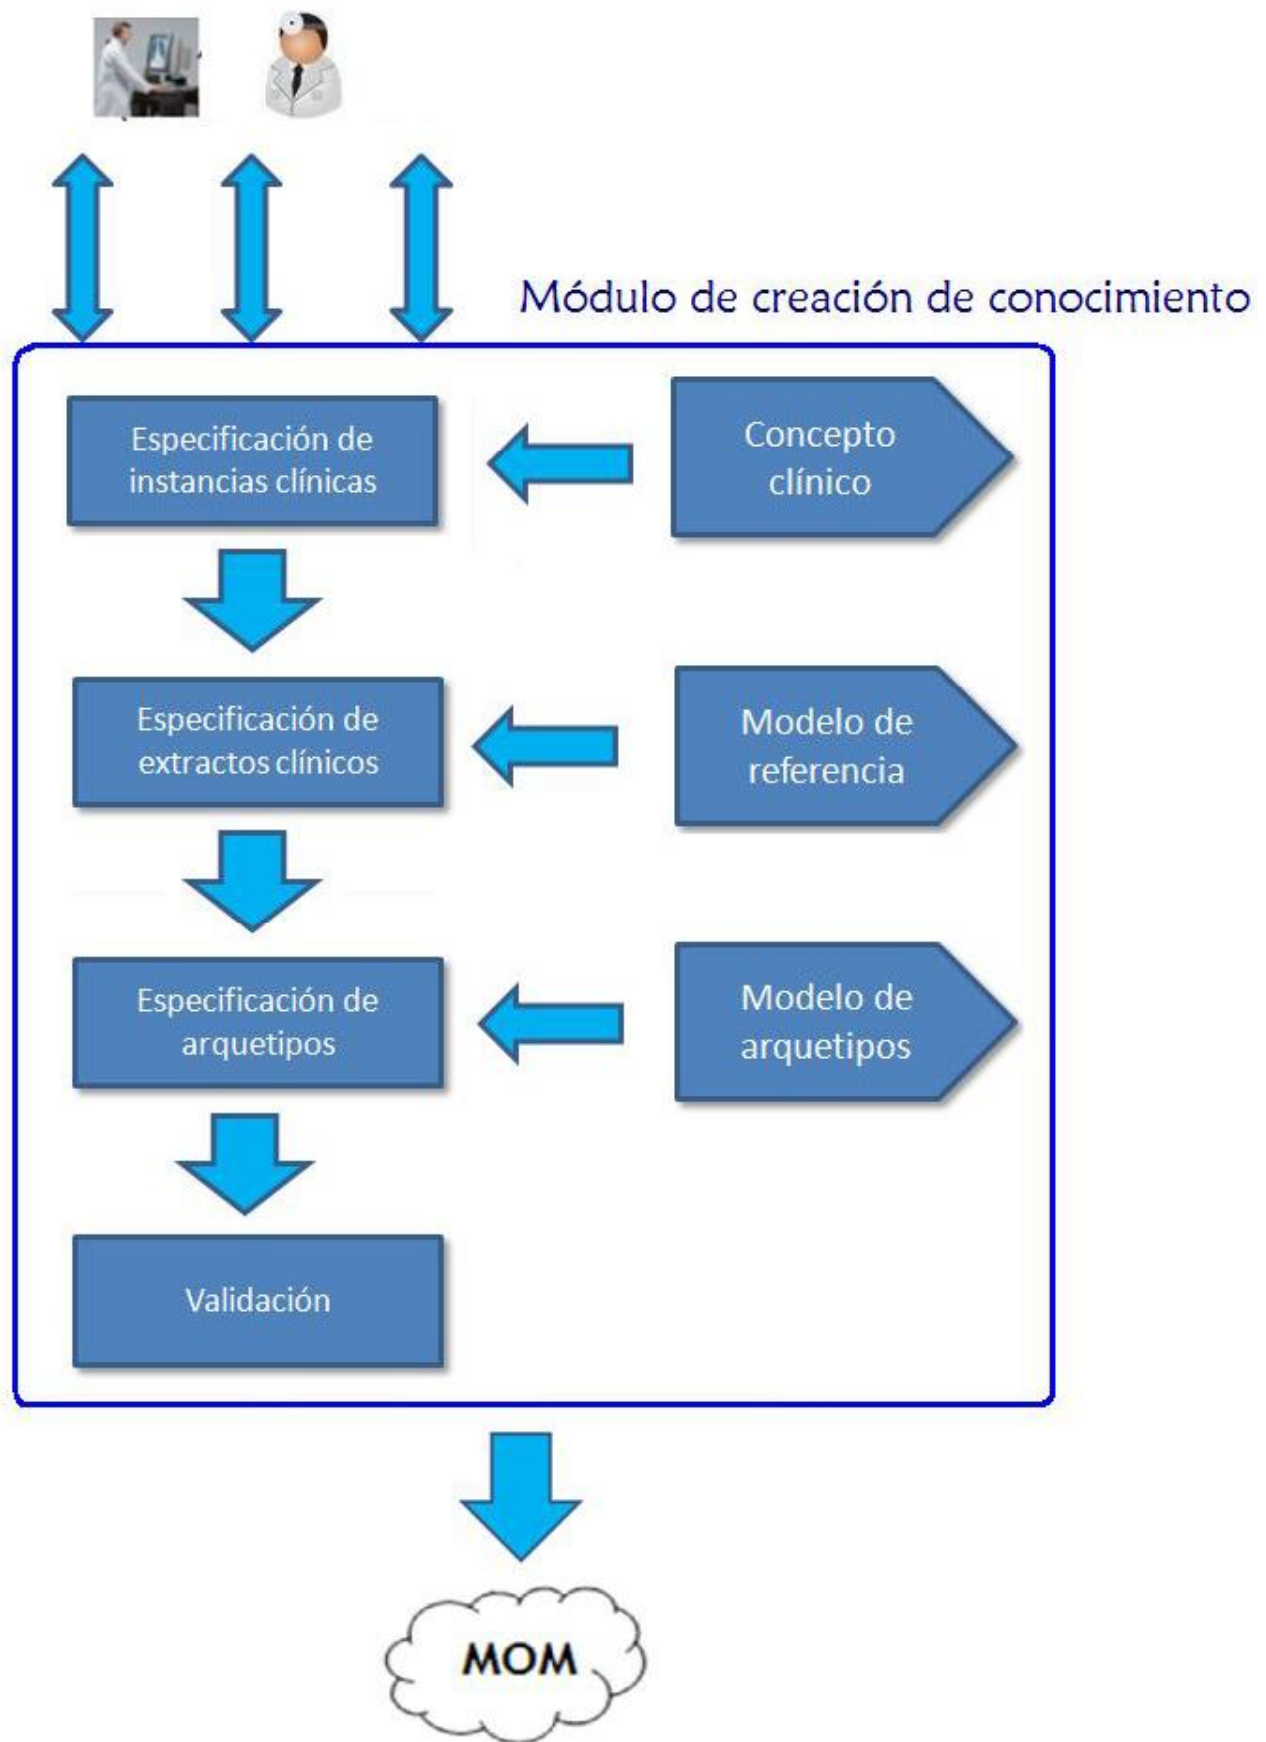 Módulo de creación de conocimiento
Especificación de
instancias clínicas
Concepto
clínico
Especificación de
extractos clínicos
Modelo de
referencia
Especificación de
arquetipos
Modelo de
arquetipos
Validación
MOM